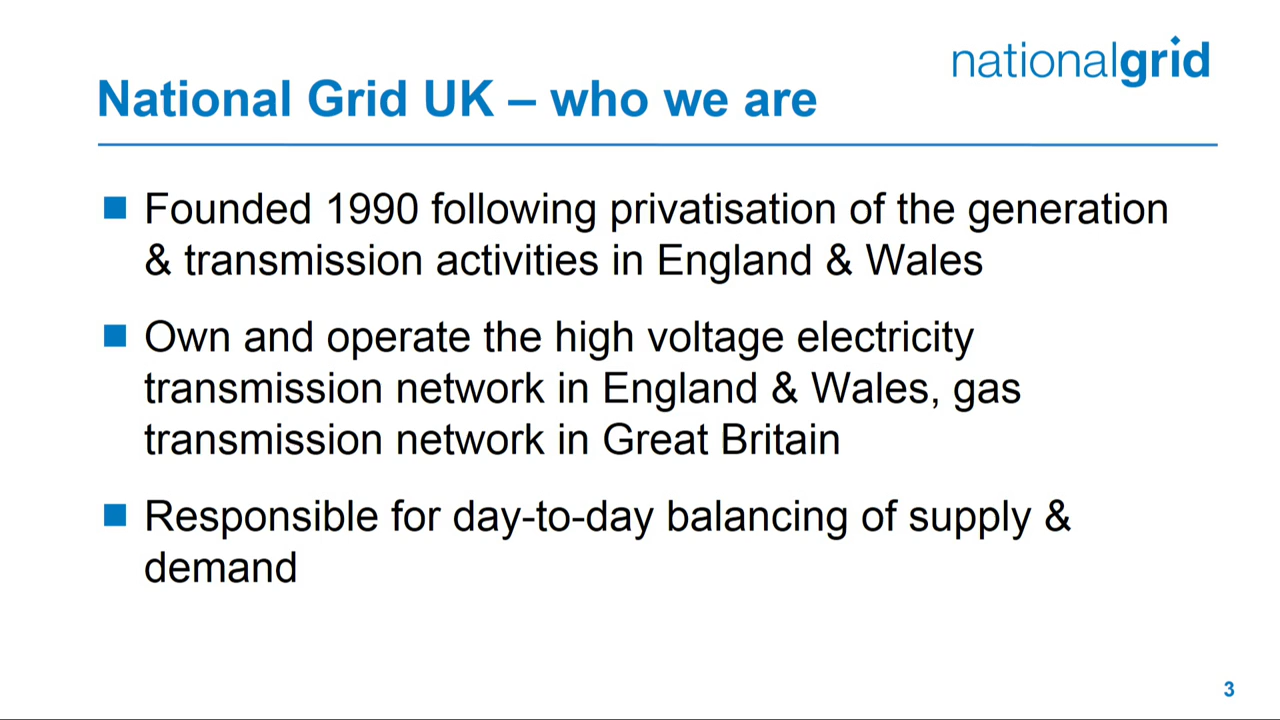 nationalgrid
National Grid UK – who we are
Founded 1990 following privatisation of the generation
& transmission activities in England & Wales
Own and operate the high voltage electricity
transmission network in England & Wales, gas
transmission network in Great Britain
Responsible for day-to-day balancing of supply &
demand
3